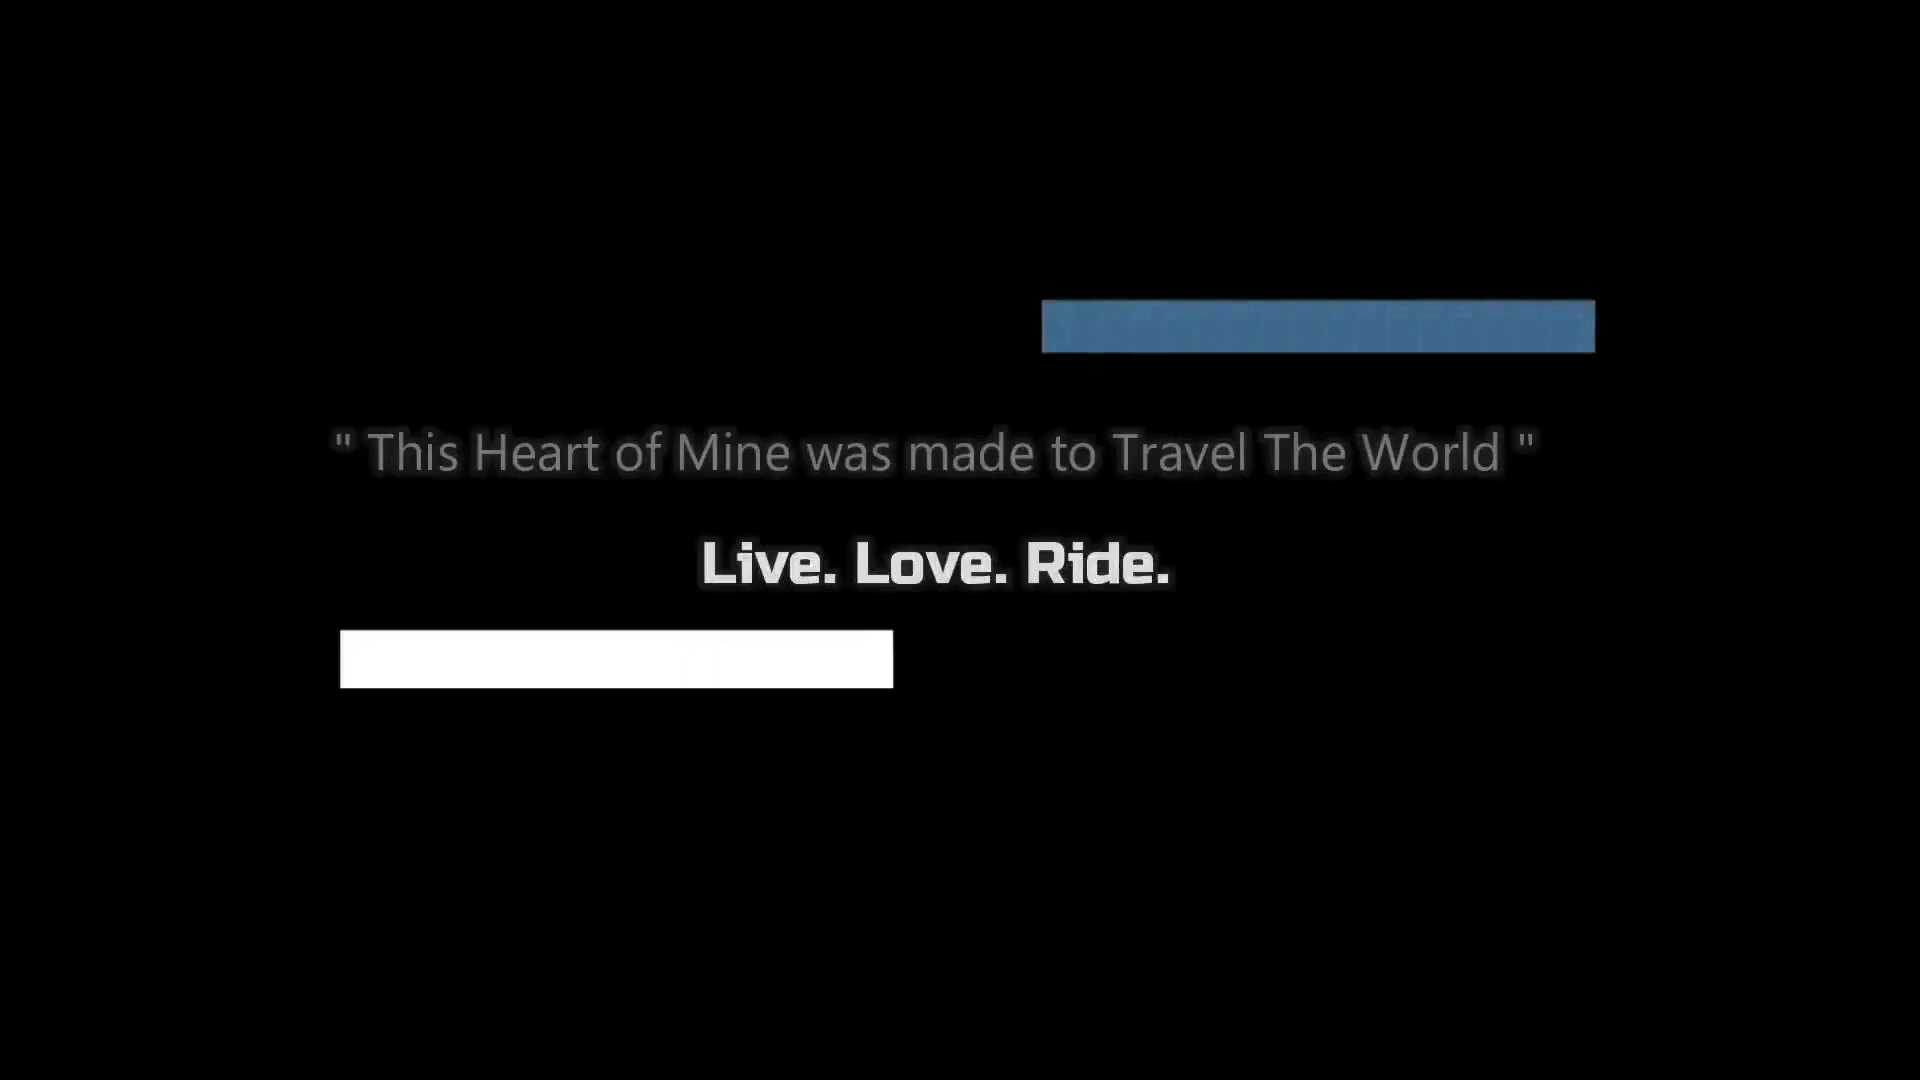 " This Heart of Mine was made to Travel The World "
Live. Love. Ride.